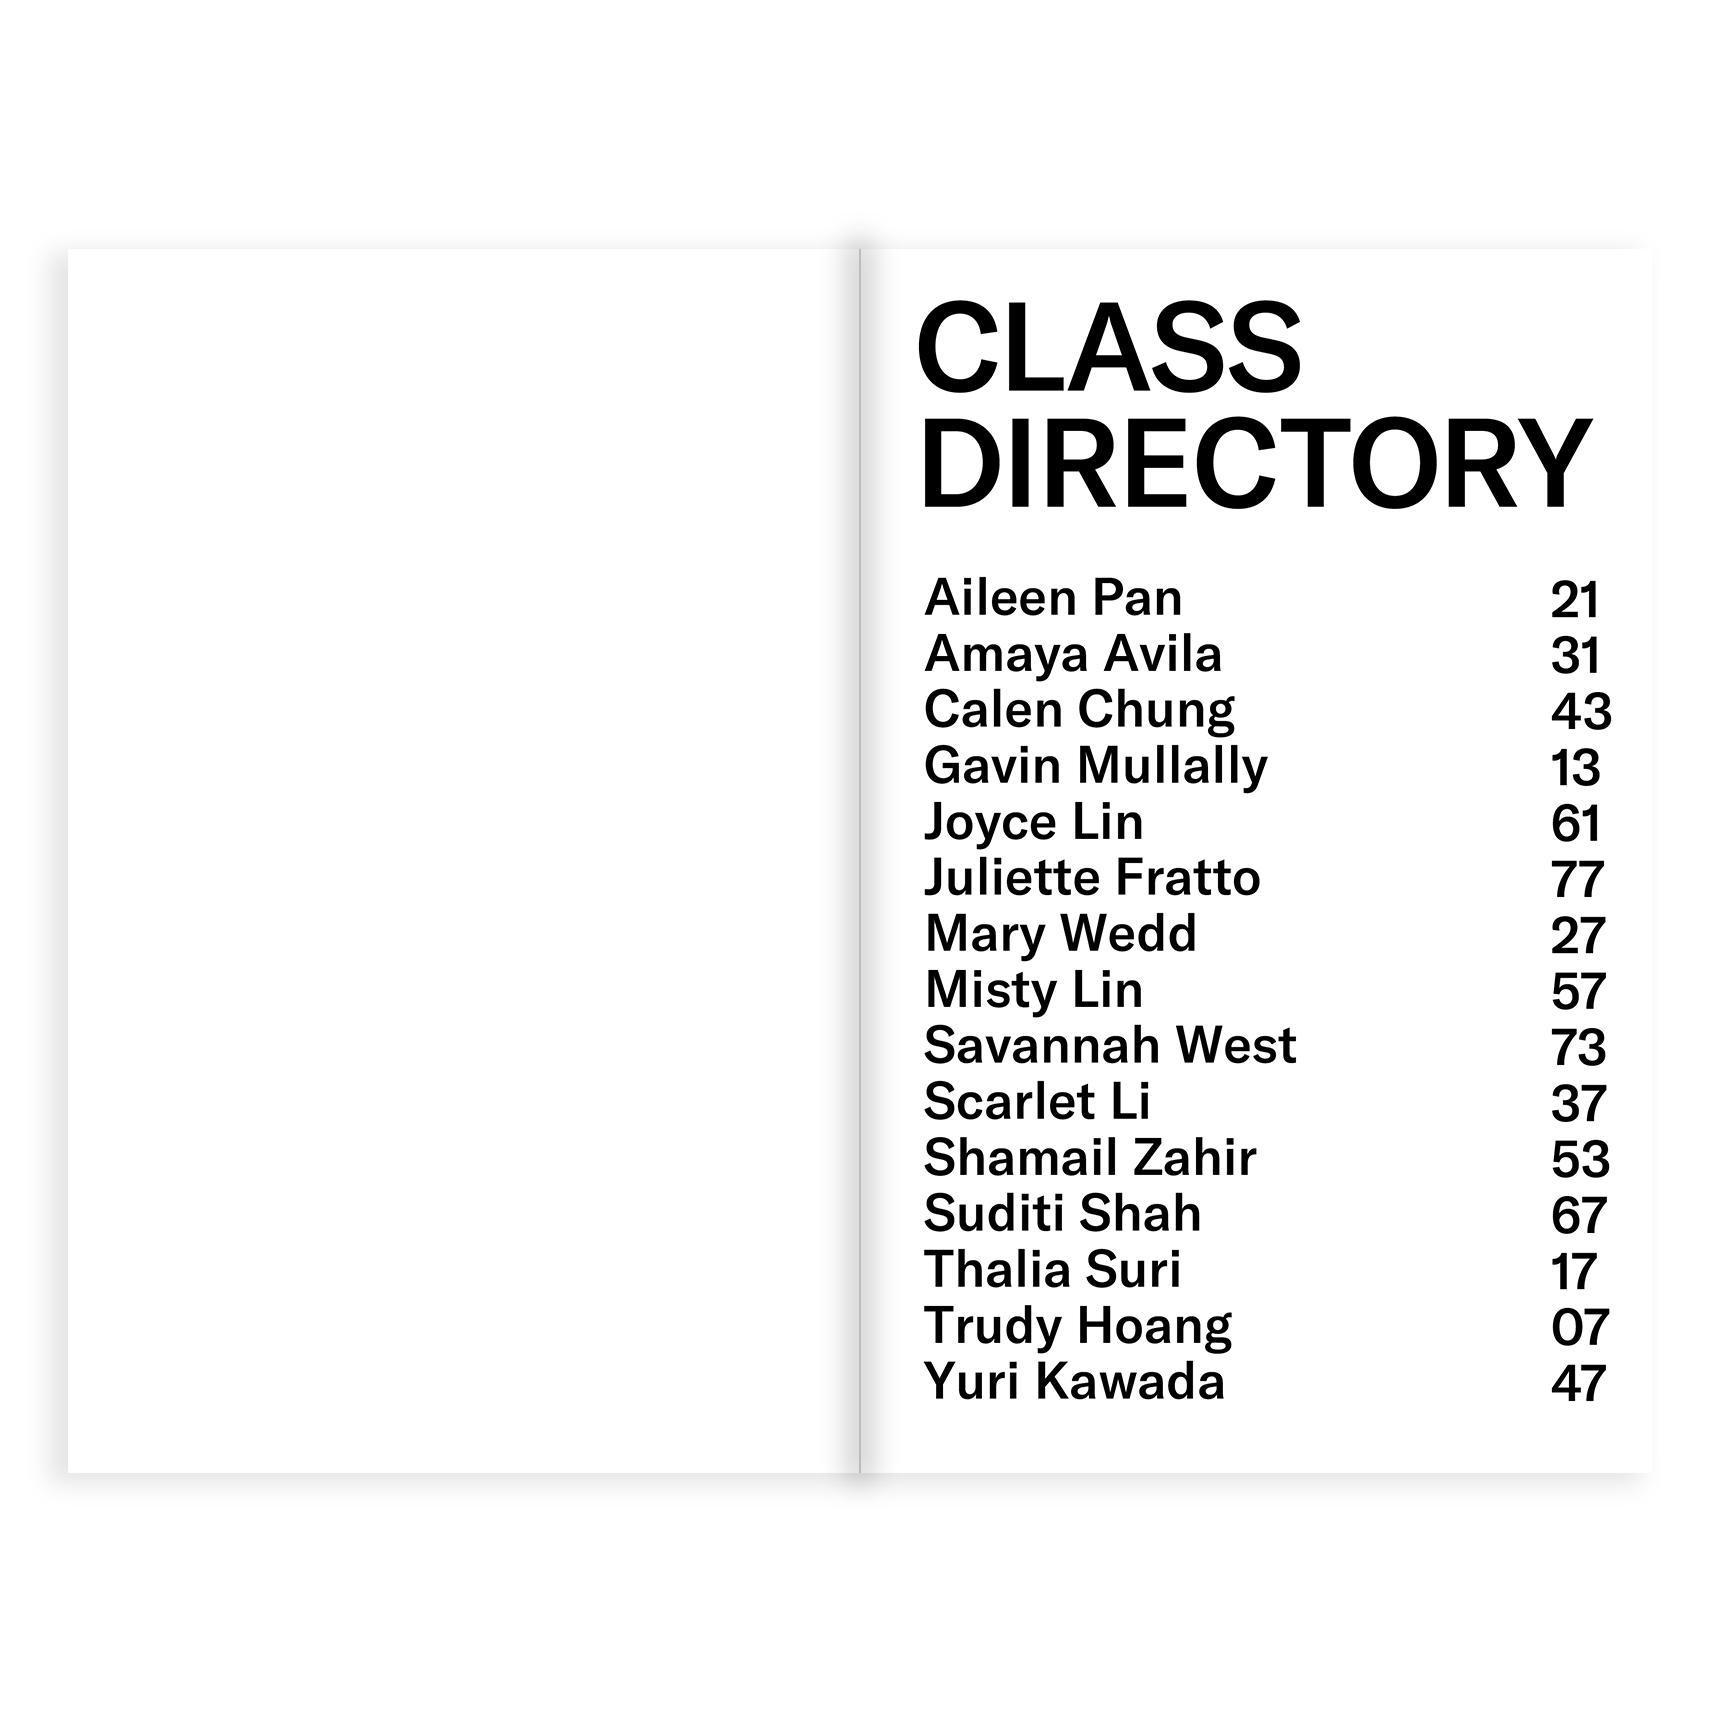 CLASS
DIRECTORY
Aileen Pan 21
Amaya Avila 31
Calen Chung 43
Gavin Mullally 13
Joyce Lin 61
Juliette Fratto 77
Mary Wedd 27
Misty Lin 57
Savannah West 73
Scarlet Li 37
Shamail Zahir 53
Suditi Shah 67
Thalia Suri 17
Trudy Hoang 07
Yuri Kawada 47